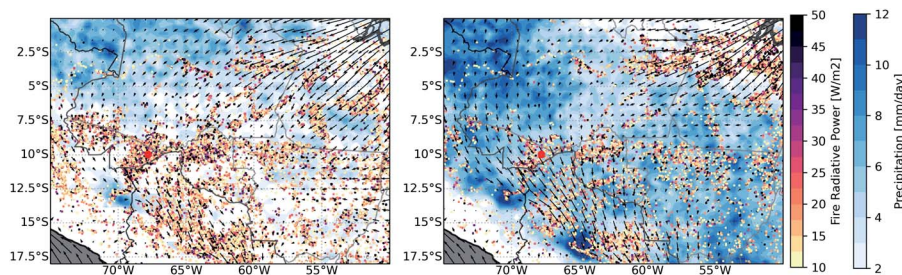 2.5°S
5°S
7.5°S
10°S
12.5°S
15°S
17.5°S
70°W 65°W 60°W 55°W
2.5°S
5°S
7.5°S
10°S
12.5°S
15°S
17.5°S
70°W 65°W 60°W 55°W
50
45
40
35
30
25
20
15
10
Fire Radiative Power [W/m2]
12
10
8
6
4
2
Precipitation [mm/day]